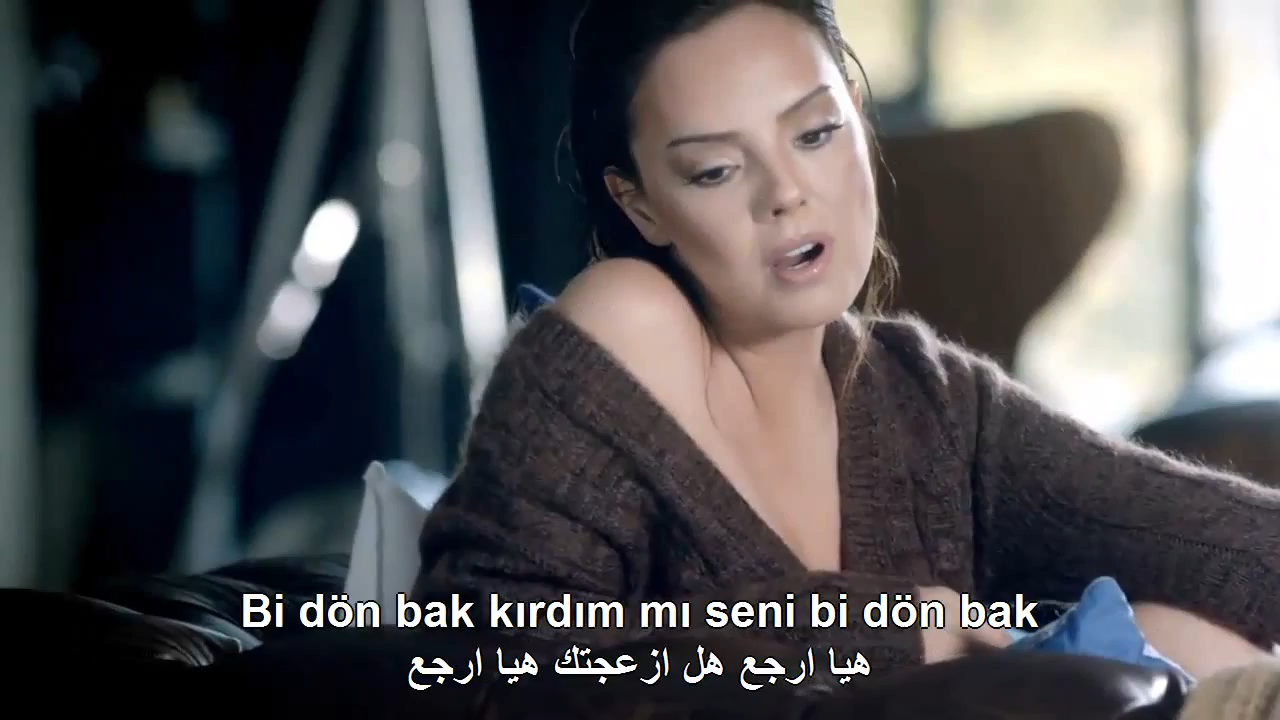 Bi dön bak kırdım mı seni bi dön bak
هيا ارجع هل ازعجتك هيا ارجع